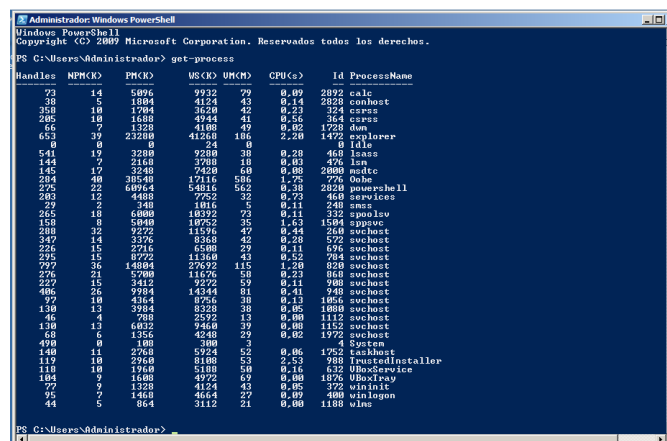 Administrador: Windows PowerShell
Windows PowerShell
Copyright (C) 2009 Microsoft Corporation. Reservados todos los derechos.
PS C:\Users\Administrador> get-process
Handles NPM(K) PM(K) WS(K) VM(M) CPU(s) Id ProcessName
------- ------ ----- ----- ----- ------ -- -----------
73 14 5096 9932 79 0,09 2892 calc
38 5 1804 4124 43 0,14 2828 conhost
358 10 1704 3620 42 0,23 324 csrss
205 10 1688 4944 41 0,56 364 csrss
66 7 1328 4108 49 0,02 1728 dwm
653 39 23280 41268 186 2,20 1472 explorer
0 0 0 24 0 0 Idle
541 19 3280 9280 38 0,28 468 lsass
144 7 2168 3788 18 0,03 476 lsm
145 17 3248 7420 60 0,08 2000 msdtc
284 40 38548 17116 586 1,75 776 Oobe
275 22 60964 54816 562 0,38 2820 powershell
203 12 4488 7752 32 0,73 460 services
29 2 348 1016 5 0,11 248 smss
265 18 6000 10392 73 0,11 332 spoolsv
158 8 5040 10752 35 1,63 1504 sppsvc
288 32 9272 11596 47 0,44 260 svchost
347 14 3376 8368 42 0,28 572 svchost
226 15 2716 6508 29 0,11 696 svchost
295 15 8772 11360 43 0,52 784 svchost
797 36 14804 27692 115 1,20 820 svchost
276 21 5700 11676 58 0,23 868 svchost
227 15 3412 9272 59 0,11 908 svchost
406 26 9984 14344 81 0,41 948 svchost
97 10 4364 8756 38 0,13 1056 svchost
130 13 3984 8328 38 0,05 1080 svchost
46 4 788 2592 13 0,00 1112 svchost
130 13 6032 9460 39 0,08 1152 svchost
68 6 1356 4248 29 0,02 1972 svchost
490 0 108 300 3 4 System
140 11 2768 5924 52 0,06 1752 taskhost
119 10 2960 8108 53 2,53 988 TrustedInstaller
118 10 1960 5188 50 0,16 632 VBoxService
104 9 1608 4972 69 0,00 1876 VBoxTray
77 9 1328 4124 43 0,05 372 wininit
95 7 1468 4664 27 0,09 400 winlogon
44 5 864 3112 21 0,00 1188 wlms
PS C:\Users\Administrador> _